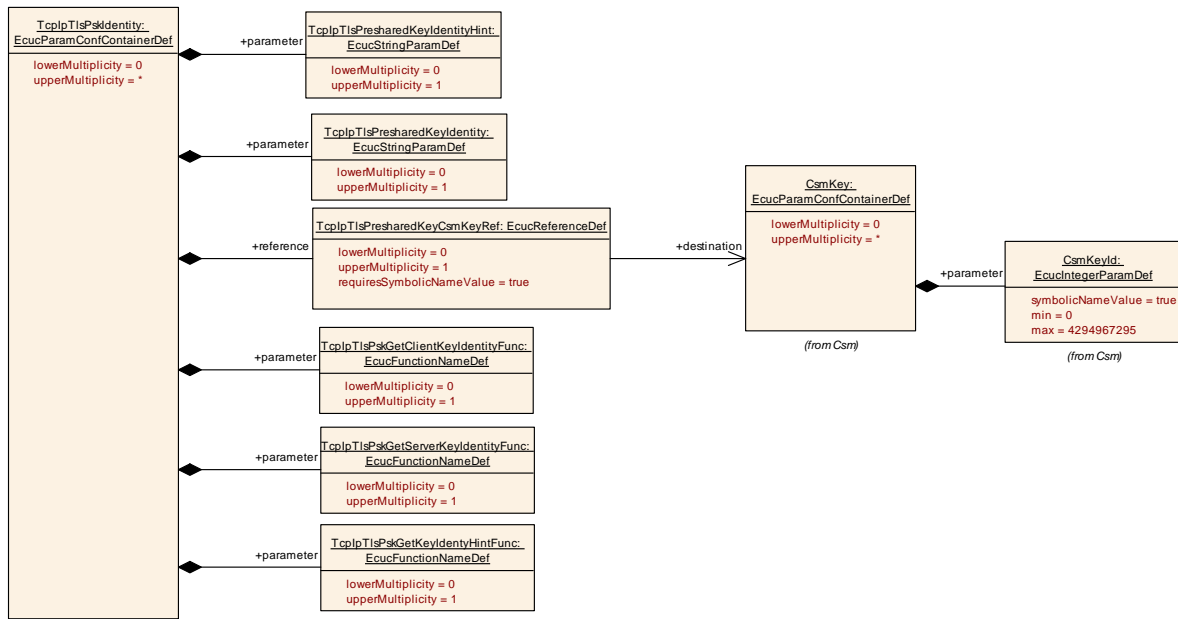 TcpIpTlsPskIdentity:
EcucParamConfContainerDef
lowerMultiplicity = 0
upperMultiplicity = *
+parameter
TcpIpTlsPresharedKeyIdentityHint:
EcucStringParamDef
lowerMultiplicity = 0
upperMultiplicity = 1
+parameter
TcpIpTlsPresharedKeyIdentity:
EcucStringParamDef
lowerMultiplicity = 0
upperMultiplicity = 1
+reference
TcpIpTlsPresharedKeyCsmKeyRef: EcucReferenceDef
lowerMultiplicity = 0
upperMultiplicity = 1
requiresSymbolicNameValue = true
+destination
CsmKey:
EcucParamConfContainerDef
lowerMultiplicity = 0
upperMultiplicity = *
(from Csm)
+parameter
CsmKeyId:
EcucIntegerParamDef
symbolicNameValue = true
min = 0
max = 4294967295
(from Csm)
+parameter
TcpIpTlsPskGetClientKeyIdentityFunc:
EcucFunctionNameDef
lowerMultiplicity = 0
upperMultiplicity = 1
+parameter
TcpIpTlsPskGetServerKeyIdentityFunc:
EcucFunctionNameDef
lowerMultiplicity = 0
upperMultiplicity = 1
+parameter
TcpIpTlsPskGetKeyIdentyHintFunc:
EcucFunctionNameDef
lowerMultiplicity = 0
upperMultiplicity = 1